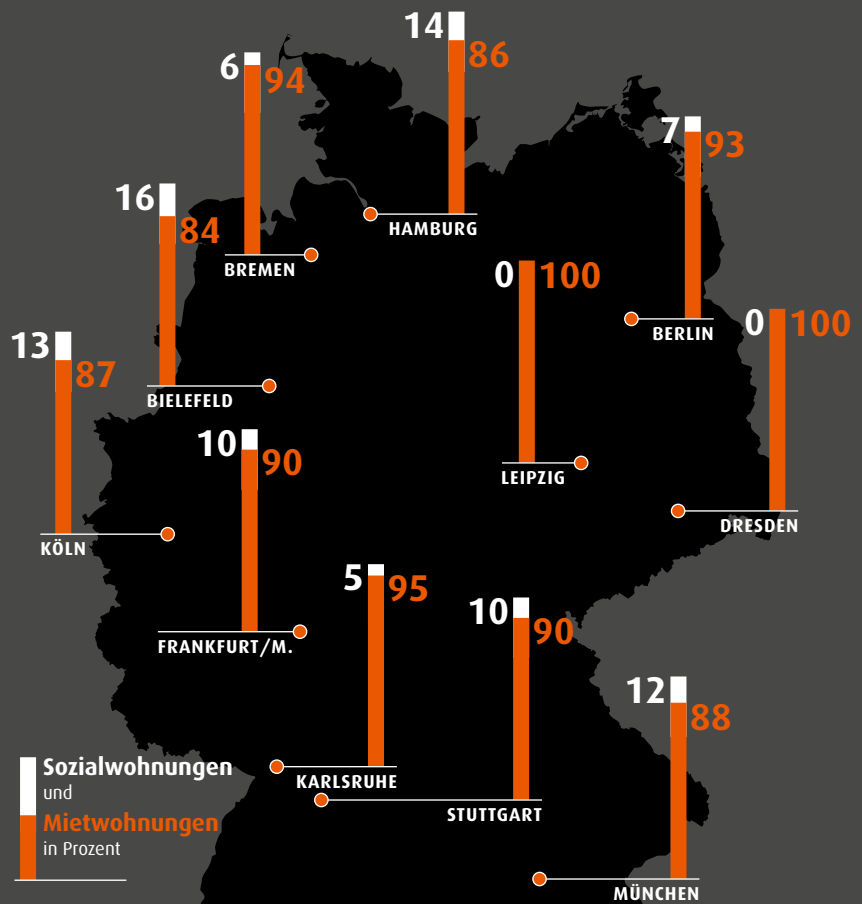 14
86
HAMBURG
6
94
BREMEN
7
93
BERLIN
16
84
BIELEFELD
0
100
LEIPZIG
0
100
DRESDEN
13
87
KÖLN
10
90
FRANKFURT/M.
5
95
KARLSRUHE
10
90
STUTTGART
12
88
MÜNCHEN
Sozialwohnungen
und
Mietwohnungen
in Prozent